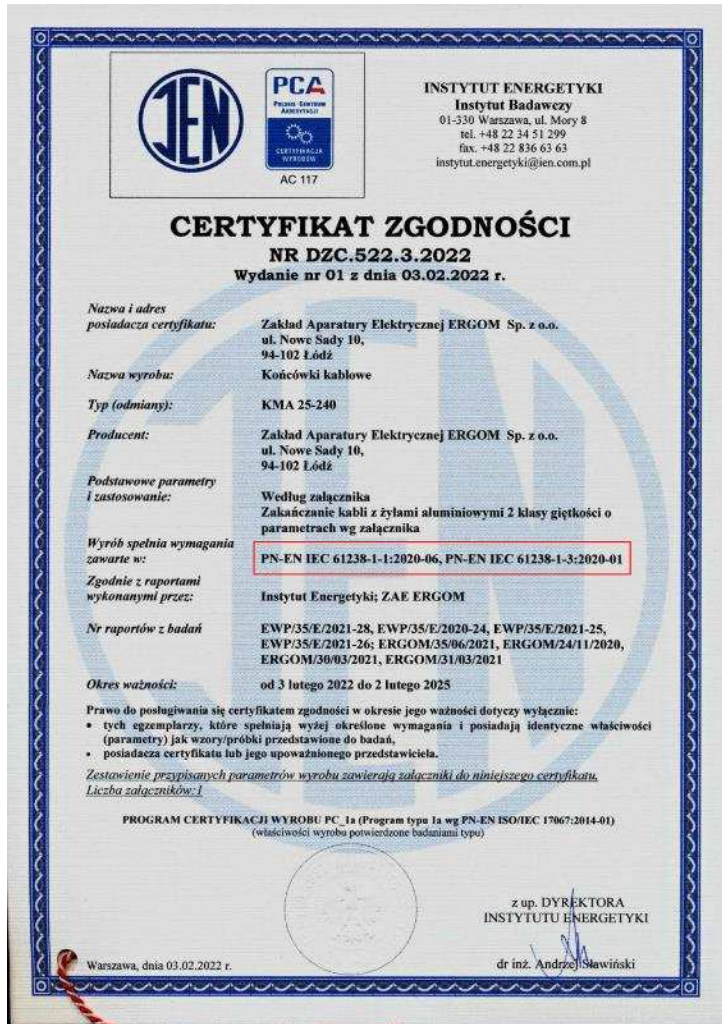 JEN
PCA
POLSKIE CENTRUM
AKREDYTACJI
CERTYFIKACJA
WYROBÓW
AC 117
INSTYTUT ENERGETYKI
Instytut Badawczy
01-330 Warszawa, ul. Mory 8
tel. +48 22 34 51 299
fax. +48 22 836 63 63
instytut.energetyki@ien.com.pl
CERTYFIKAT ZGODNOŚCI
NR DZC.522.3.2022
Wydanie nr 01 z dnia 03.02.2022 r.
Nazwa i adres
posiadacza certyfikatu: Zakład Aparatury Elektrycznej ERGOM Sp. z o.o.
ul. Nowe Sady 10,
94-102 Łódź
Nazwa wyrobu: Końcówki kablowe
Typ (odmiany): KMA 25-240
Producent: Zakład Aparatury Elektrycznej ERGOM Sp. z o.o.
ul. Nowe Sady 10,
94-102 Łódź
Podstawowe parametry
i zastosowanie: Według załącznika
Zakańczanie kabli z żyłami aluminiowymi 2 klasy giętkości o
parametrach wg załącznika
Wyrób spełnia wymagania
zawarte w: PN-EN IEC 61238-1-1:2020-06, PN-EN IEC 61238-1-3:2020-01
Zgodnie z raportami
wykonanymi przez: Instytut Energetyki; ZAE ERGOM
Nr raportów z badań EWP/35/E/2021-28, EWP/35/E/2020-24, EWP/35/E/2021-25,
EWP/35/E/2021-26; ERGOM/35/06/2021, ERGOM/24/11/2020,
ERGOM/30/03/2021, ERGOM/31/03/2021
Okres ważności: od 3 lutego 2022 do 2 lutego 2025
Prawo do posługiwania się certyfikatem zgodności w okresie jego ważności dotyczy wyłącznie:
• tych egzemplarzy, które spełniają wyżej określone wymagania i posiadają identyczne właściwości
(parametry) jak wzory/próbki przedstawione do badań,
• posiadacza certyfikatu lub jego upoważnionego przedstawiciela.
Zestawienie przypisanych parametrów wyrobu zawierają załączniki do niniejszego certyfikatu.
Liczba załączników:1
PROGRAM CERTYFIKACJI WYROBU PC_1a (Program typu 1a wg PN-EN ISO/IEC 17067:2014-01)
(właściwości wyrobu potwierdzone badaniami typu)
z up. DYREKTORA
INSTYTUTU ENERGETYKI
Warszawa, dnia 03.02.2022 r.
dr inż. Andrzej Sławiński